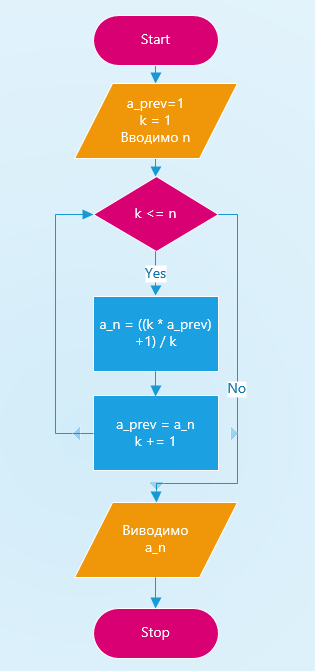 Start
a_prev=1
k = 1
Вводимо n
k <= n
Yes
a_n = ((k * a_prev)
+1) / k
No
a_prev = a_n
k += 1
Виводимо
a_n
Stop